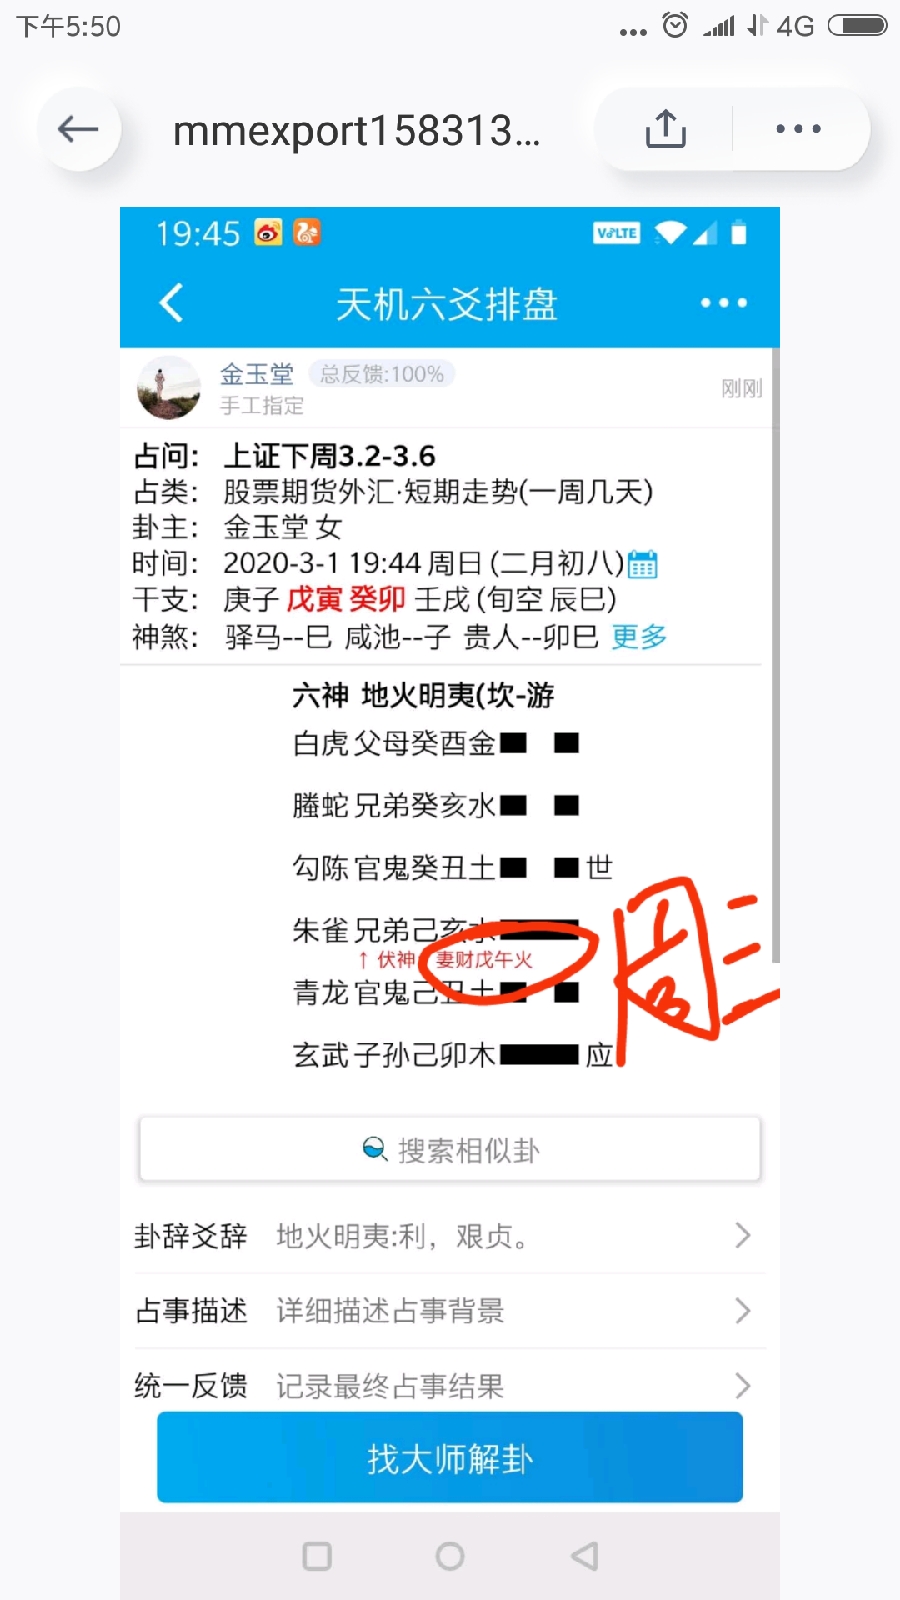 下午5:50
4G
mmexport158313...
19:45
VoLTE
天机六爻排盘
金玉堂 总反馈:100%
手工指定
刚刚
占问: 上证下周3.2-3.6
占类: 股票期货外汇·短期走势(一周几天)
卦主: 金玉堂 女
时间: 2020-3-1 19:44 周日 (二月初八)
干支: 庚子 戊寅 癸卯 壬戌 (旬空 辰巳)
神煞: 驿马--巳 咸池--子 贵人--卯巳 更多
六神 地火明夷(坎-游
白虎 父母癸酉金
螣蛇 兄弟癸亥水
勾陈 官鬼癸丑土 世
朱雀 兄弟己亥水
↑ 伏神 妻财戊午火
周三
青龙 官鬼己丑土
玄武 子孙己卯木 应
搜索相似卦
卦辞爻辞 地火明夷:利，艰贞。
占事描述 详细描述占事背景
统一反馈 记录最终占事结果
找大师解卦